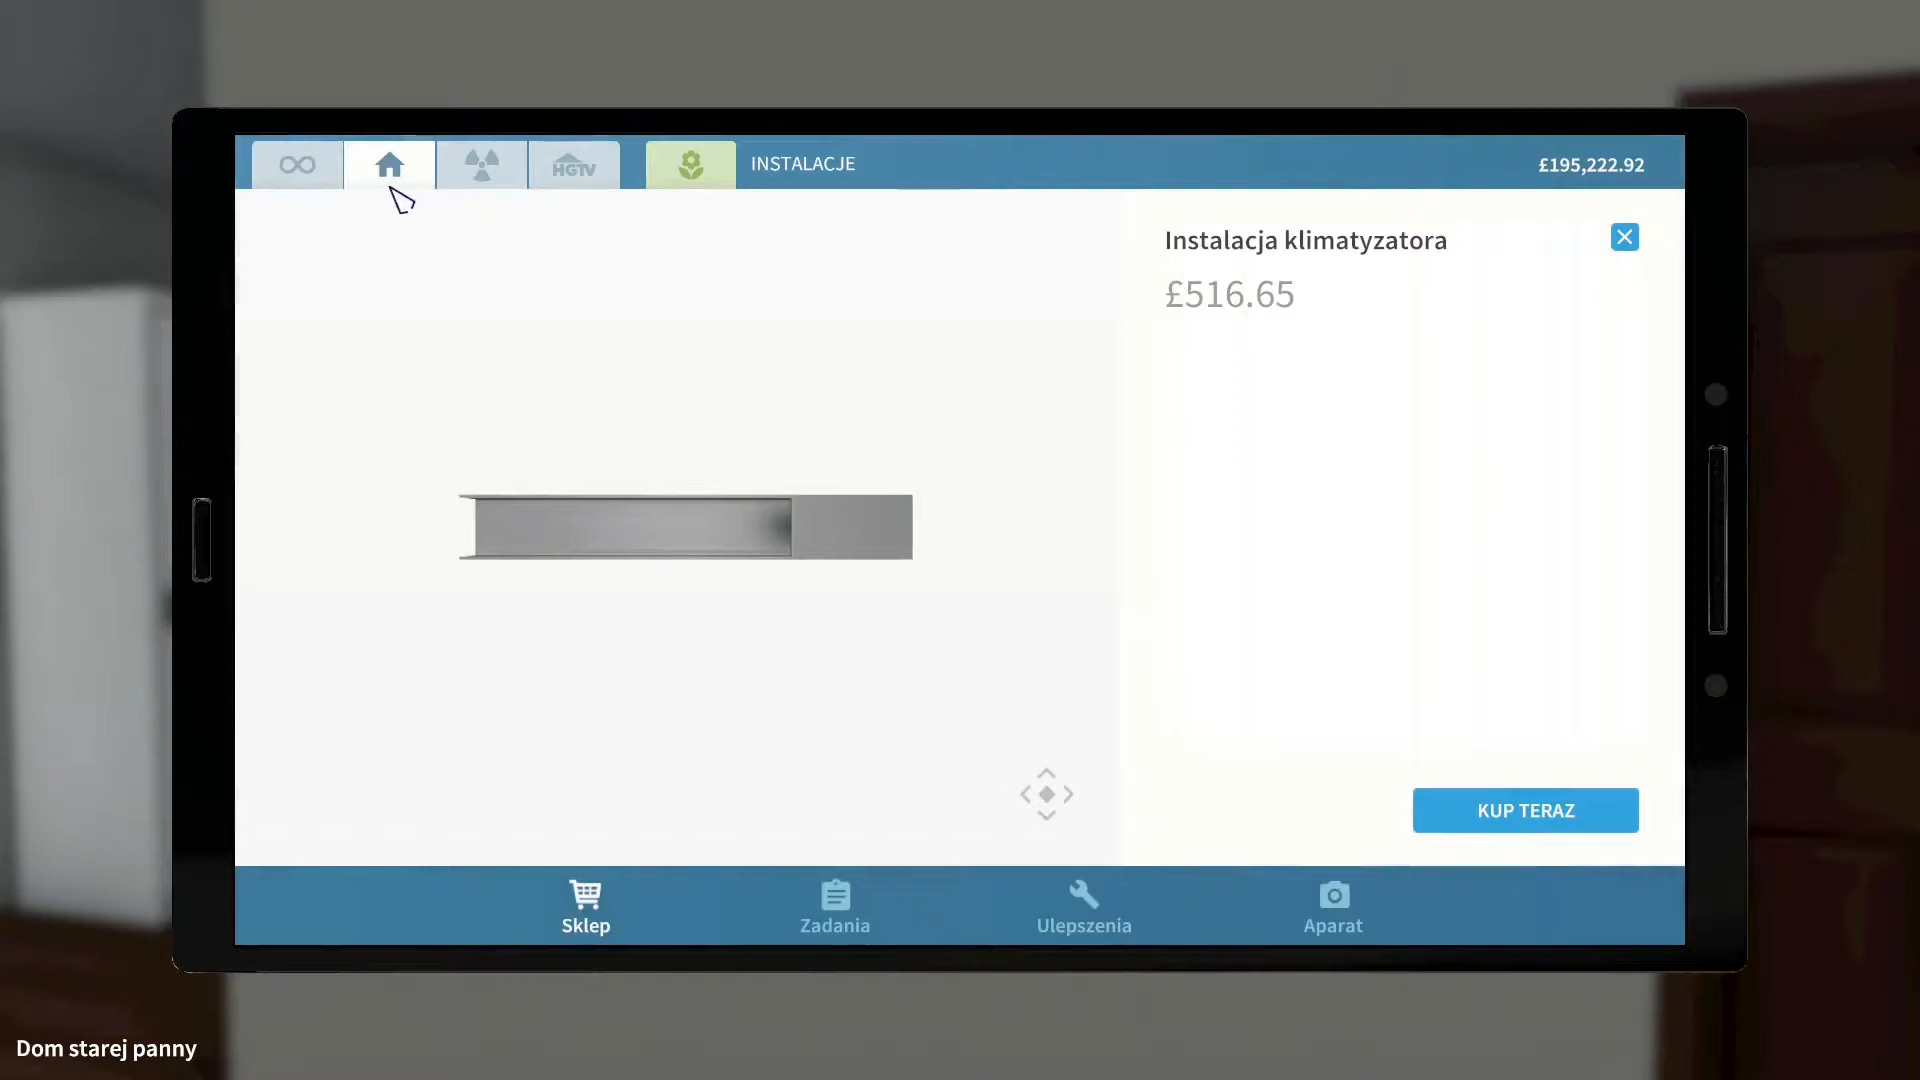 HGTV
INSTALACJE
£195,222.92
Instalacja klimatyzatora
£516.65
KUP TERAZ
Sklep
Zadania
Ulepszenia
Aparat
Dom starej panny